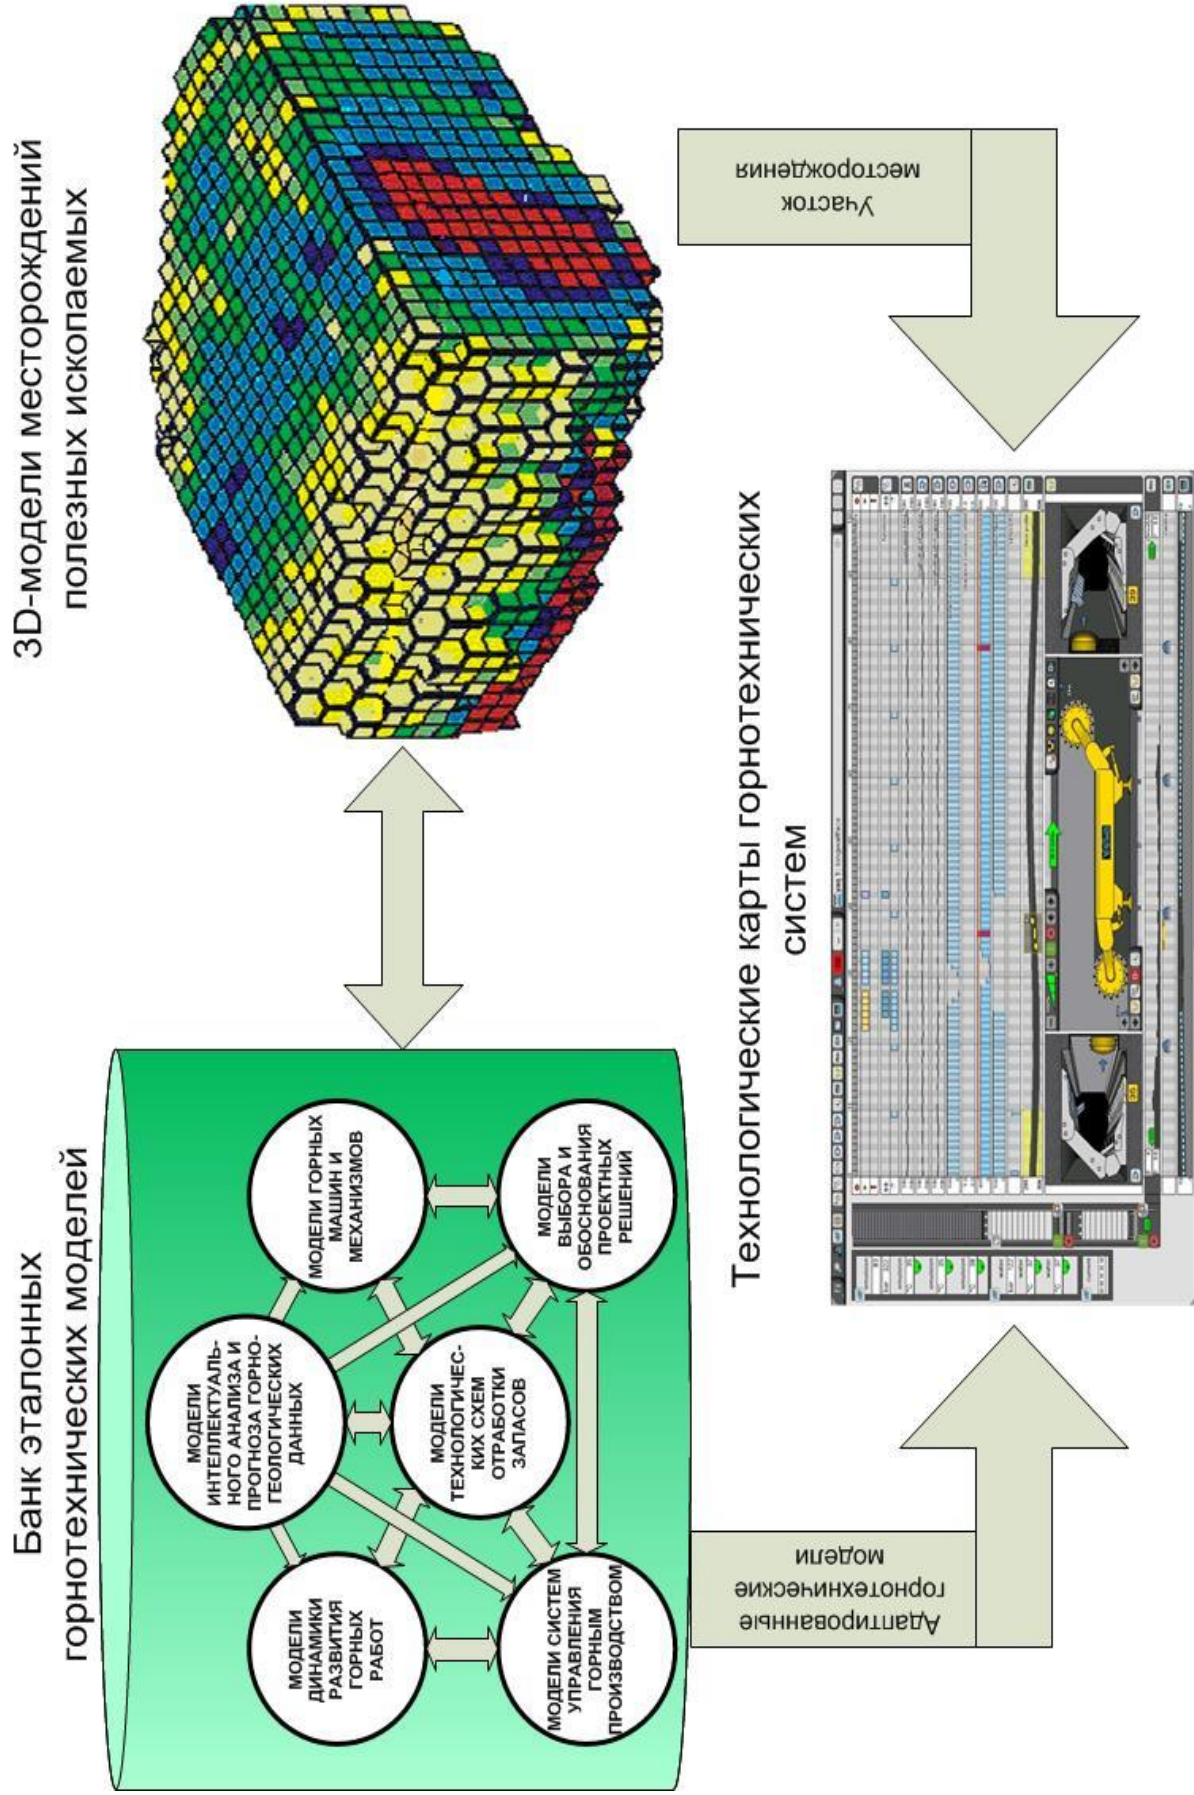 Банк эталонных
горнотехнических моделей
МОДЕЛИ
ИНТЕЛЛЕКТУАЛЬ-
НОГО АНАЛИЗА И
ПРОГНОЗА ГОРНО-
ГЕОЛОГИЧЕСКИХ
ДАННЫХ
МОДЕЛИ
ДИНАМИКИ
РАЗВИТИЯ
ГОРНЫХ
РАБОТ
МОДЕЛИ ГОРНЫХ
МАШИН И
МЕХАНИЗМОВ
МОДЕЛИ
ТЕХНОЛОГИЧЕС-
КИХ СХЕМ
ОТРАБОТКИ
ЗАПАСОВ
МОДЕЛИ СИСТЕМ
УПРАВЛЕНИЯ
ГОРНЫМ
ПРОИЗВОДСТВОМ
МОДЕЛИ
ВЫБОРА И
ОБОСНОВАНИЯ
ПРОЕКТНЫХ
РЕШЕНИЙ
3D-модели месторождений
полезных ископаемых
Адаптированные
горнотехнические
модели
Участок
месторождения
Технологические карты горнотехнических
систем